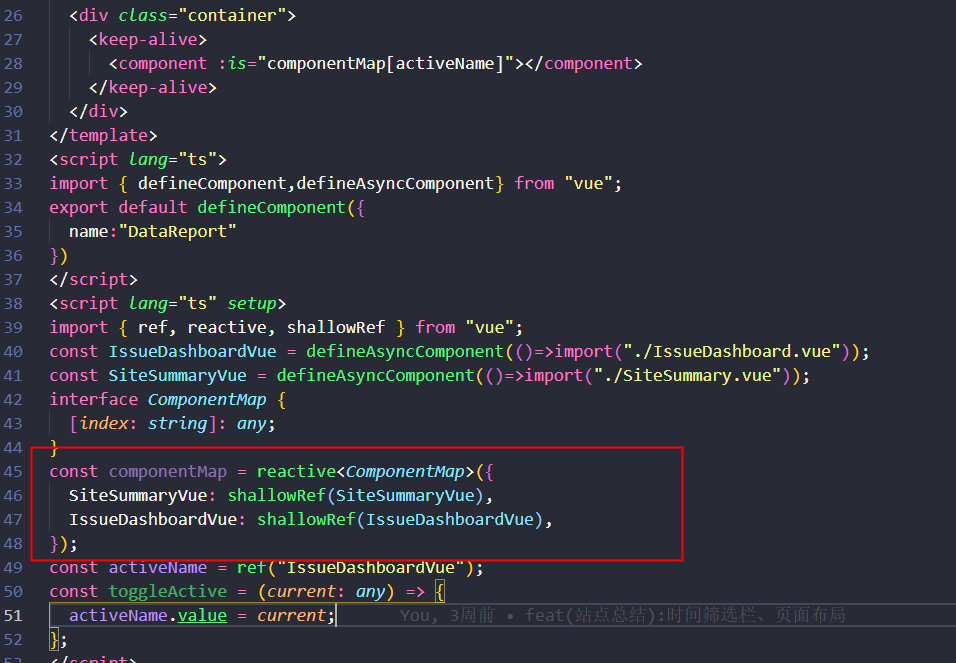 26 <div class="container">
27 <keep-alive>
28 <component :is="componentMap[activeName]"></component>
29 </keep-alive>
30 </div>
31 </template>
32 <script lang="ts">
33 import { defineComponent,defineAsyncComponent} from "vue";
34 export default defineComponent({
35 name:"DataReport"
36 })
37 </script>
38 <script lang="ts" setup>
39 import { ref, reactive, shallowRef } from "vue";
40 const IssueDashboardVue = defineAsyncComponent(()=>import("./IssueDashboard.vue"));
41 const SiteSummaryVue = defineAsyncComponent(()=>import("./SiteSummary.vue"));
42 interface ComponentMap {
43 [index: string]: any;
44 }
45 const componentMap = reactive<ComponentMap>({
46 SiteSummaryVue: shallowRef(SiteSummaryVue),
47 IssueDashboardVue: shallowRef(IssueDashboardVue),
48 });
49 const activeName = ref("IssueDashboardVue");
50 const toggleActive = (current: any) => {
51 activeName.value = current; You, 3周前 • feat(站点总结):时间筛选栏、页面布局
52 };
53 </script>